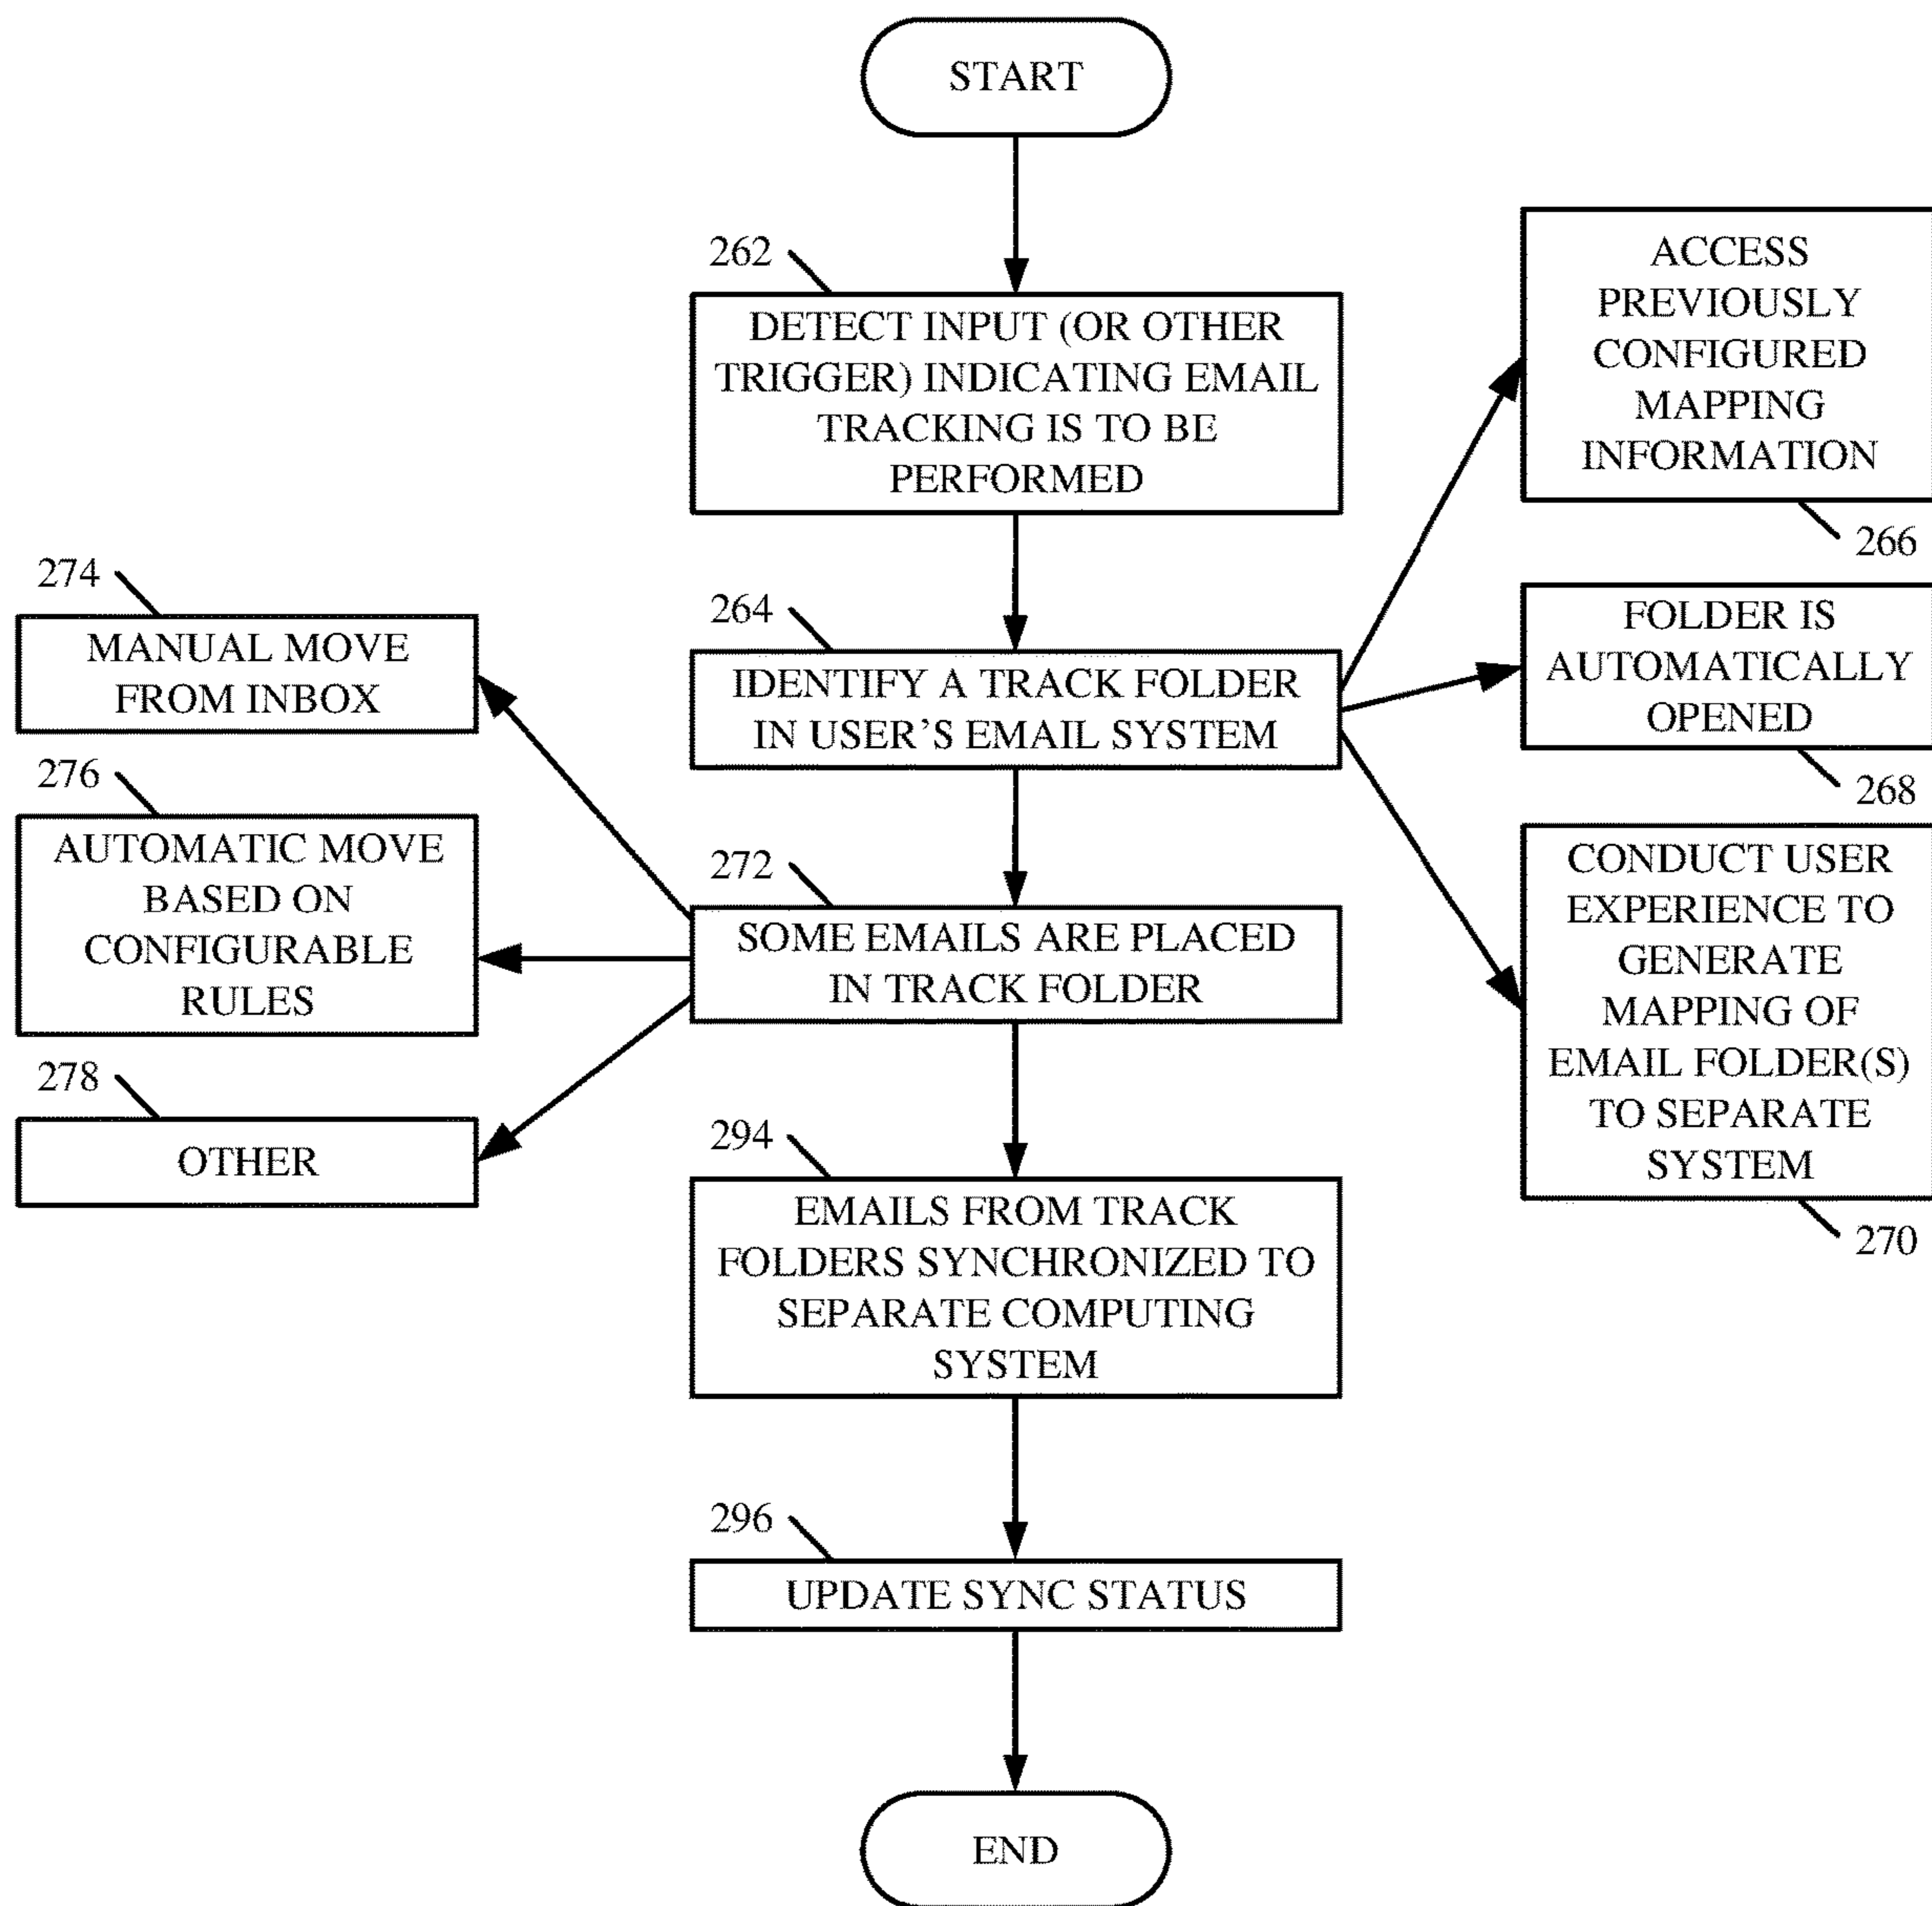 START
262
DETECT INPUT (OR OTHER
TRIGGER) INDICATING EMAIL
TRACKING IS TO BE
PERFORMED
264
IDENTIFY A TRACK FOLDER
IN USER'S EMAIL SYSTEM
ACCESS
PREVIOUSLY
CONFIGURED
MAPPING
INFORMATION
266
FOLDER IS
AUTOMATICALLY
OPENED
268
CONDUCT USER
EXPERIENCE TO
GENERATE
MAPPING OF
EMAIL FOLDER(S)
TO SEPARATE
SYSTEM
270
272
SOME EMAILS ARE PLACED
IN TRACK FOLDER
274
MANUAL MOVE
FROM INBOX
276
AUTOMATIC MOVE
BASED ON
CONFIGURABLE
RULES
278
OTHER
294
EMAILS FROM TRACK
FOLDERS SYNCHRONIZED TO
SEPARATE COMPUTING
SYSTEM
296
UPDATE SYNC STATUS
END